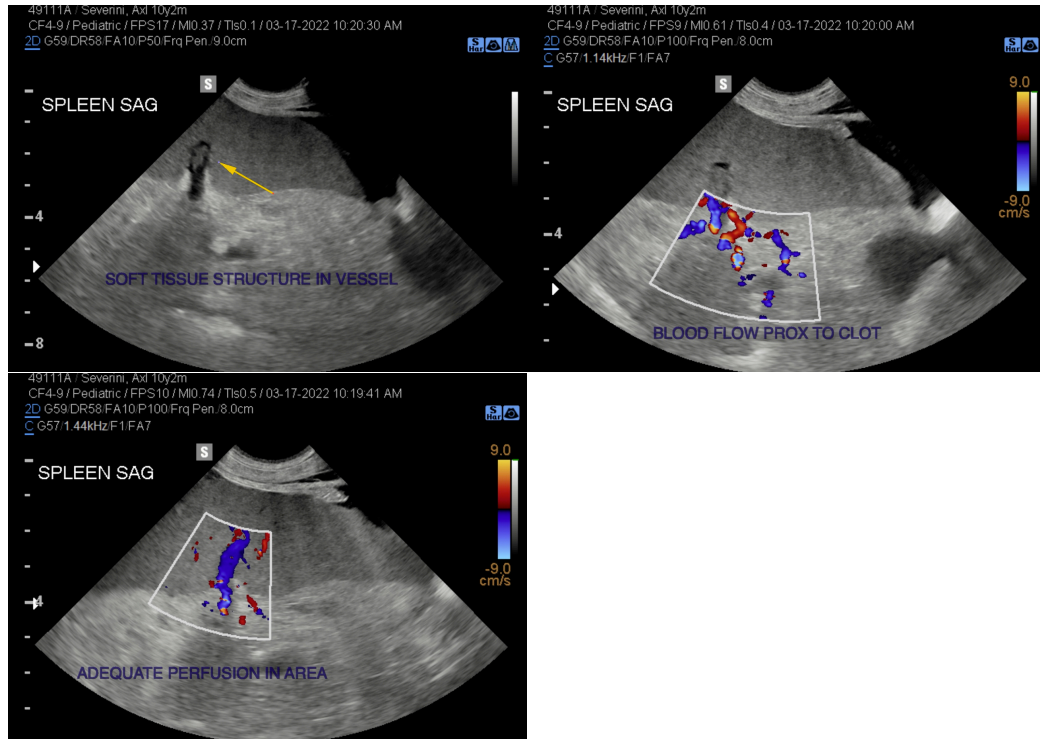 49111A / Severini, Axl 10y2m
CF4-9 / Pediatric / FPS17 / MI0.37 / TIs0.1 / 03-17-2022 10:20:30 AM
2D G59/DR58/FA10/P50/Frq Pen./9.0cm
S Har
S
SPLEEN SAG
4
8
SOFT TISSUE STRUCTURE IN VESSEL
49111A / Severini, Axl 10y2m
CF4-9 / Pediatric / FPS9 / MI0.61 / TIs0.4 / 03-17-2022 10:20:00 AM
2D G59/DR58/FA10/P100/Frq Pen./8.0cm
C G57/1.14kHz/F1/FA7
S Har
S
SPLEEN SAG
9.0
-9.0
cm/s
4
BLOOD FLOW PROX TO CLOT
49111A / Severini, Axl 10y2m
CF4-9 / Pediatric / FPS10 / MI0.74 / TIs0.5 / 03-17-2022 10:19:41 AM
2D G59/DR58/FA10/P100/Frq Pen./8.0cm
C G57/1.44kHz/F1/FA7
S Har
S
SPLEEN SAG
9.0
-9.0
cm/s
4
ADEQUATE PERFUSION IN AREA